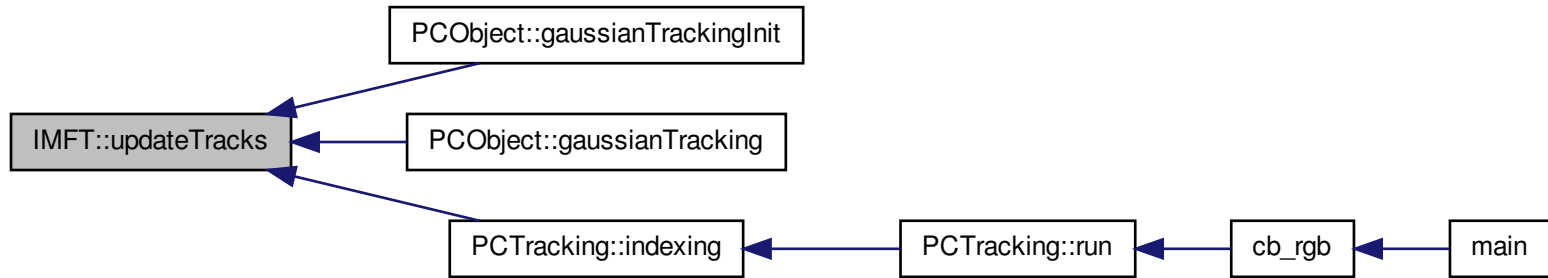 PCObject::gaussianTrackingInit
IMFT::updateTracks
PCObject::gaussianTracking
PCTracking::indexing
PCTracking::run
cb_rgb
main